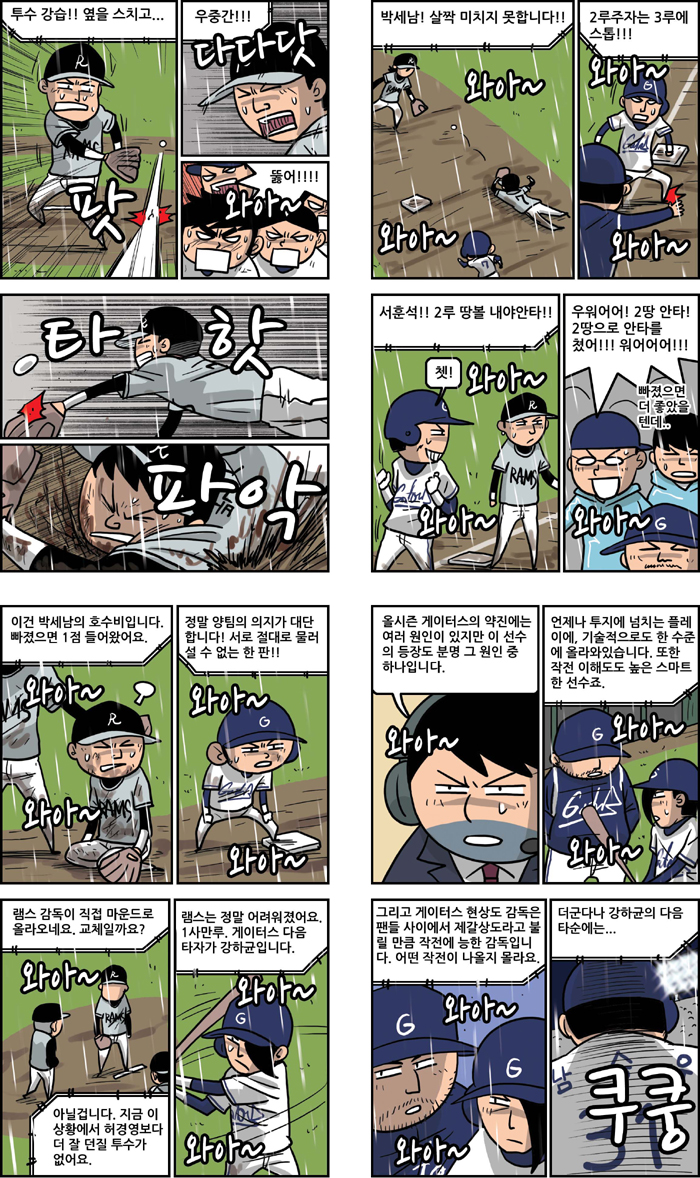 투수 강습!! 옆을 스치고...
팟
R
RAMS
우중간!!!
다다닷
뚫어!!!!
와아~
타핫
파악
박세남! 살짝 미치지 못합니다!!
와아~
와아~
7
2루주자는 3루에
스톱!!!
와아~
G
와아~
서훈석!! 2루 땅볼 내야안타!!
쳇!
와아~
R
RAMS
와아~
우워어어! 2땅 안타!
2땅으로 안타를
쳤어!!! 워어어어!!!
빠졌으면
더 좋았을
텐데..
와아~
G
이건 박세남의 호수비입니다.
빠졌으면 1점 들어왔어요.
와아~
R
와아~
RAMS
정말 양팀의 의지가 대단
합니다! 서로 절대로 물러
설 수 없는 한 판!!
와아~
G
와아~
램스 감독이 직접 마운드로
올라오네요. 교체일까요?
와아~
R
RAMS
아닐겁니다. 지금 이
상황에서 허경영보다
더 잘 던질 투수가
없어요.
램스는 정말 어려워졌어요.
1사만루. 게이터스 다음
타자가 강하균입니다.
와아~
G
와아~
올시즌 게이터스의 약진에는
여러 원인이 있지만 이 선수
의 등장도 분명 그 원인 중
하나입니다.
와아~
언제나 투지에 넘치는 플레
이에, 기술적으로도 한 수준
에 올라와있습니다. 또한
작전 이해도도 높은 스마트
한 선수죠.
G
와아~
와아~
그리고 게이터스 현상도 감독은
팬들 사이에서 제갈상도라고 불
릴 만큼 작전에 능한 감독입니
다. 어떤 작전이 나올지 몰라요.
G
와아~
G
와아~
더군다나 강하균의 다음
타순에는...
쿠쿵